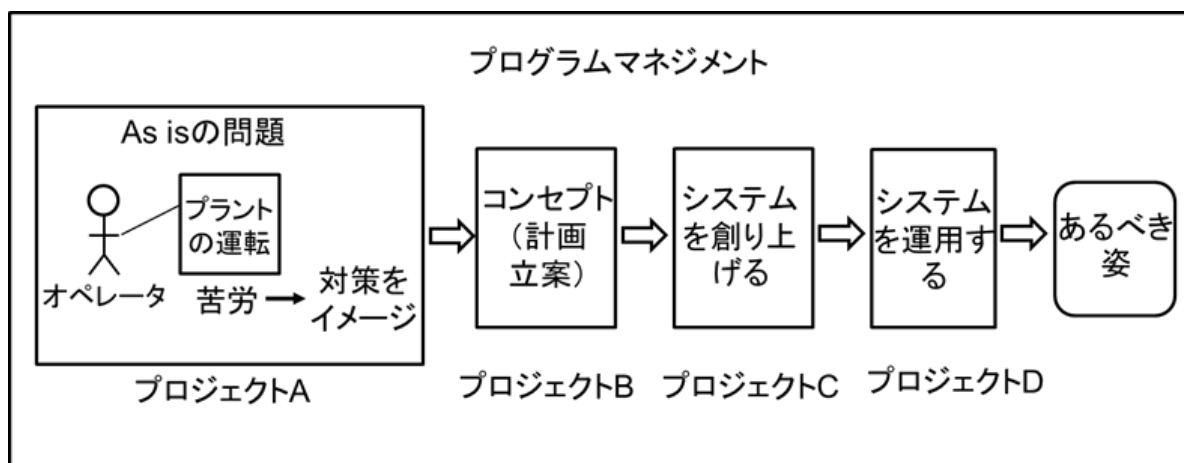 プログラムマネジメント
As isの問題
プラント
の運転
オペレータ
苦労
対策を
イメージ
プロジェクトA
コンセプト
（計画
立案）
プロジェクトB
システム
を創り上
げる
プロジェクトC
システム
を運用す
る
プロジェクトD
あるべき
姿